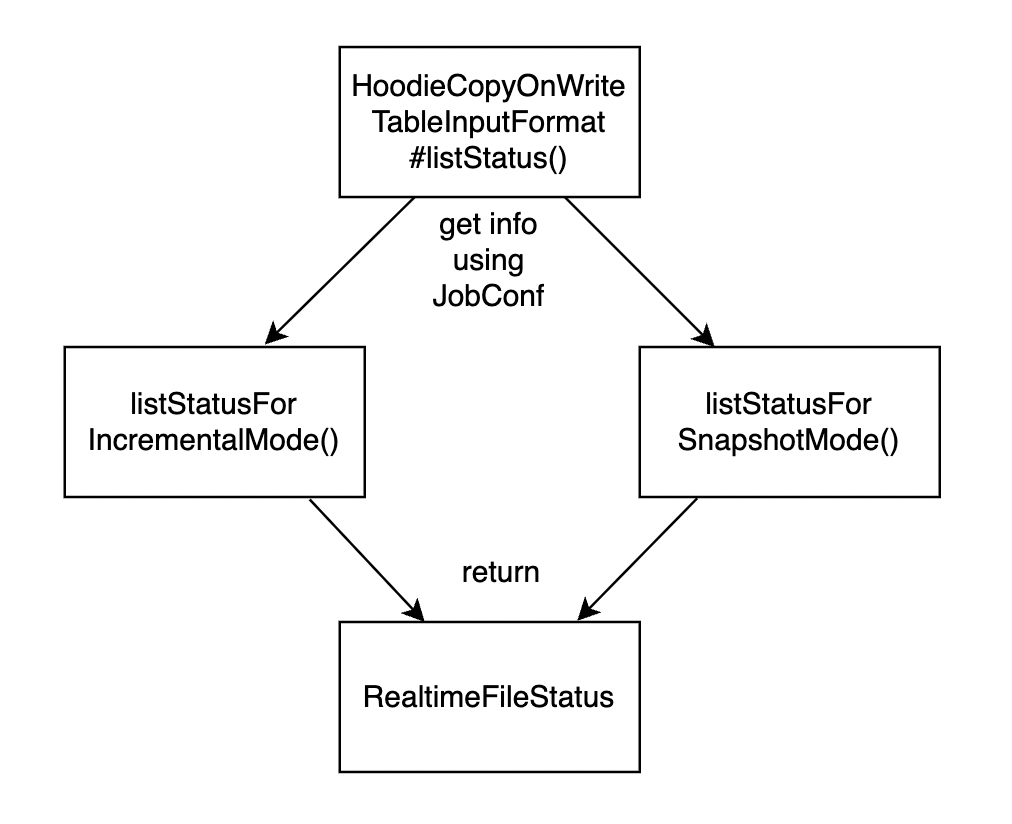 HoodieCopyOnWrite
TableInputFormat
#listStatus()
get info
using
JobConf
listStatusFor
IncrementalMode()
listStatusFor
SnapshotMode()
return
RealtimeFileStatus